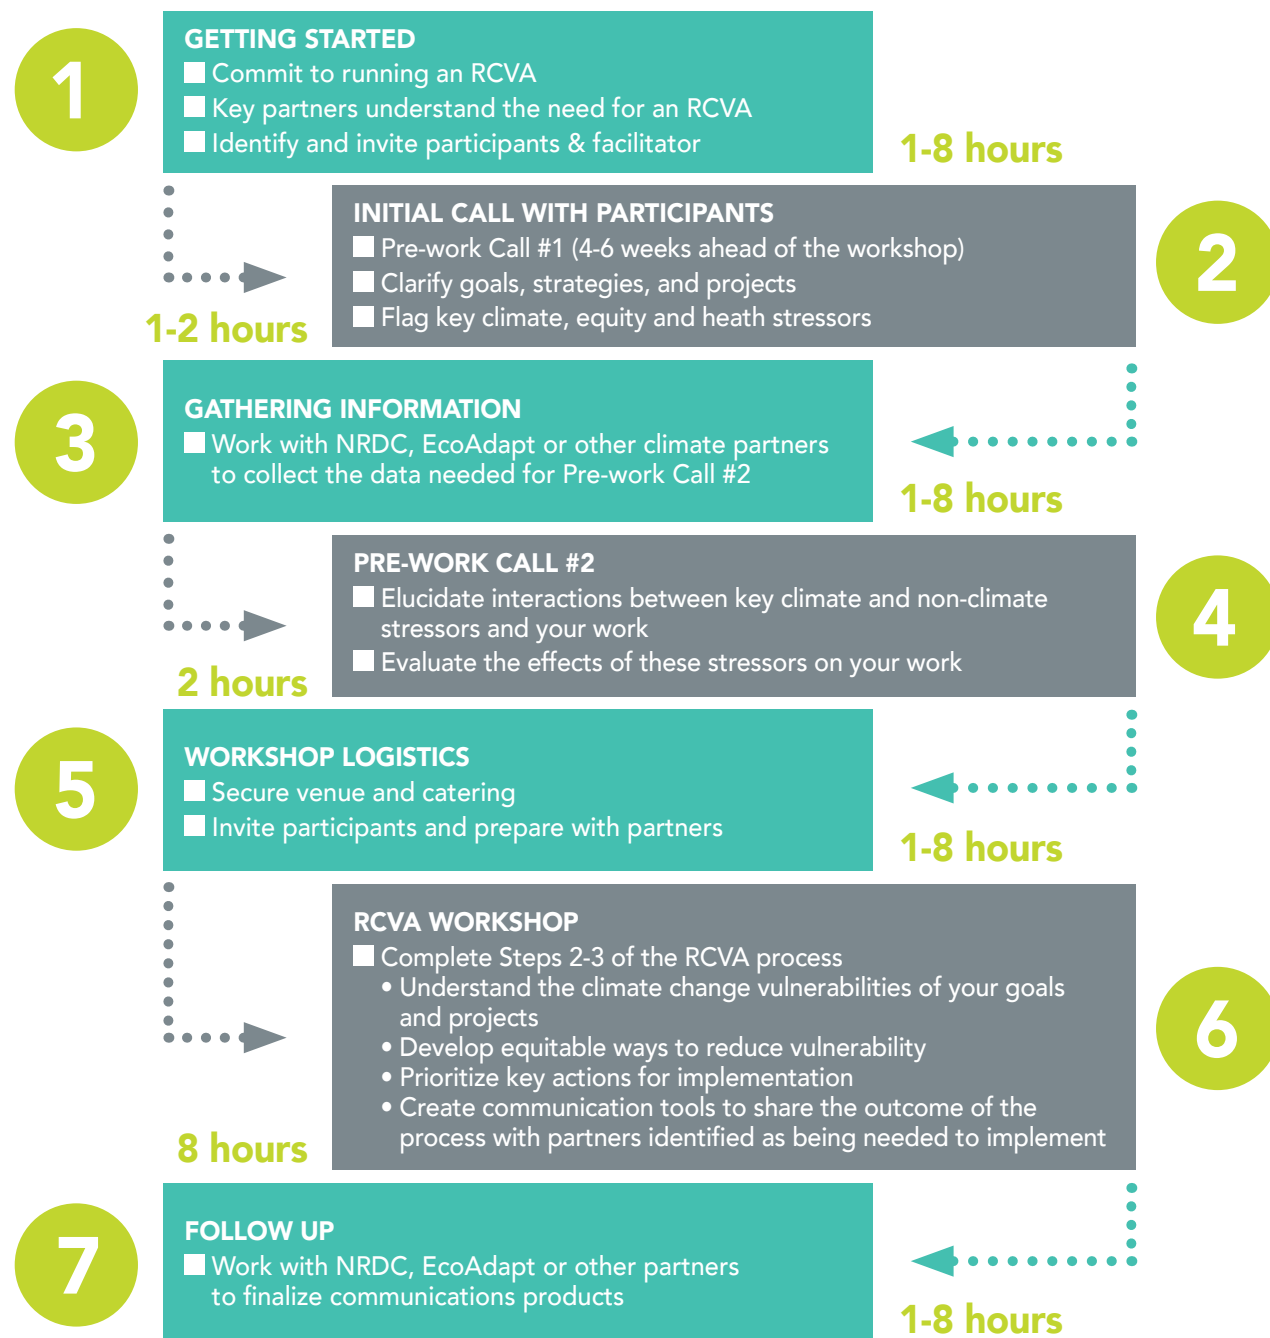 1
GETTING STARTED
Commit to running an RCVA
Key partners understand the need for an RCVA
Identify and invite participants & facilitator
1-8 hours
INITIAL CALL WITH PARTICIPANTS
Pre-work Call #1 (4-6 weeks ahead of the workshop)
Clarify goals, strategies, and projects
Flag key climate, equity and heath stressors
2
1-2 hours
3
GATHERING INFORMATION
Work with NRDC, EcoAdapt or other climate partners
to collect the data needed for Pre-work Call #2
1-8 hours
PRE-WORK CALL #2
Elucidate interactions between key climate and non-climate
stressors and your work
Evaluate the effects of these stressors on your work
4
2 hours
5
WORKSHOP LOGISTICS
Secure venue and catering
Invite participants and prepare with partners
1-8 hours
RCVA WORKSHOP
Complete Steps 2-3 of the RCVA process
• Understand the climate change vulnerabilities of your goals
and projects
• Develop equitable ways to reduce vulnerability
• Prioritize key actions for implementation
• Create communication tools to share the outcome of the
process with partners identified as being needed to implement
6
8 hours
7
FOLLOW UP
Work with NRDC, EcoAdapt or other partners
to finalize communications products
1-8 hours